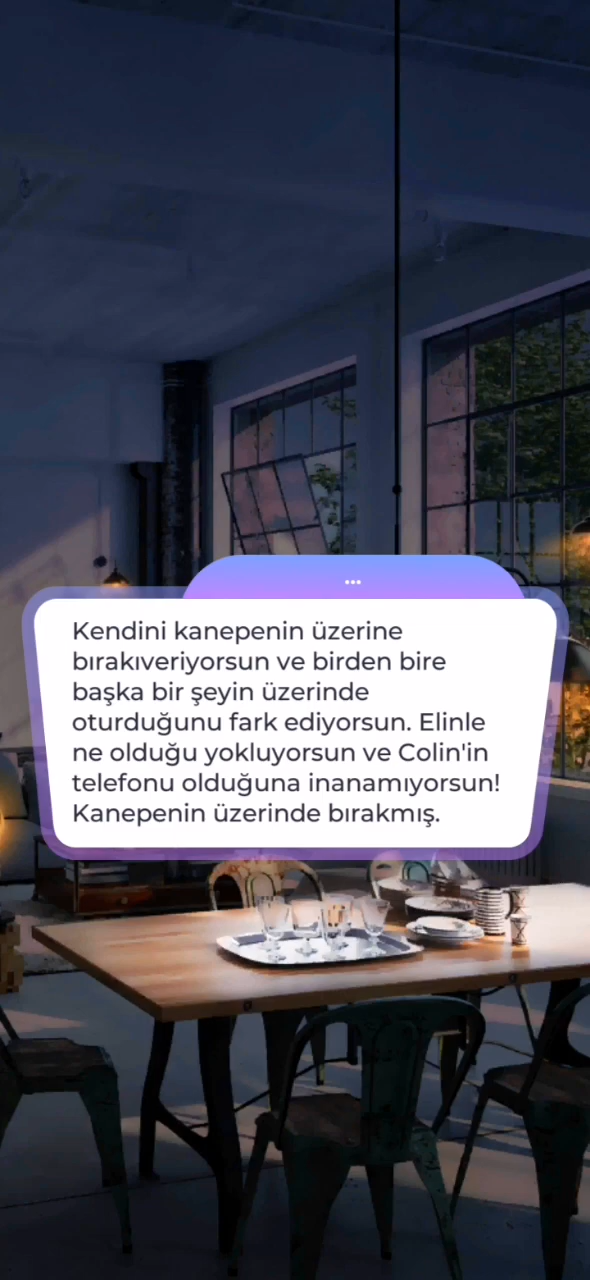 ...
Kendini kanepenin üzerine
bırakıveriyorsun ve birden bire
başka bir şeyin üzerinde
oturduğunu fark ediyorsun. Elinle
ne olduğu yokluyorsun ve Colin'in
telefonu olduğuna inanamıyorsun!
Kanepenin üzerinde bırakmış.